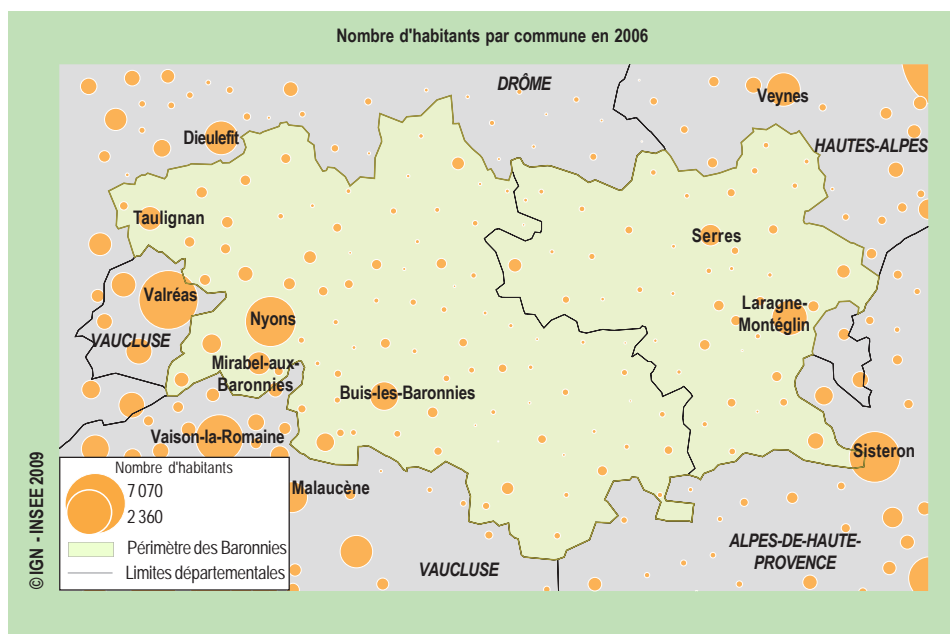 Nombre d'habitants par commune en 2006
DRÔME
Veynes
Dieulefit
HAUTES-ALPES
Taulignan
Serres
Valréas
Laragne-
Montéglin
Nyons
VAUCLUSE
Mirabel-aux-
Baronnies
Buis-les-Baronnies
Vaison-la-Romaine
Sisteron
Malaucène
Nombre d'habitants
7 070
2 360
Périmètre des Baronnies
Limites départementales
VAUCLUSE
ALPES-DE-HAUTE-
PROVENCE
© IGN - INSEE 2009